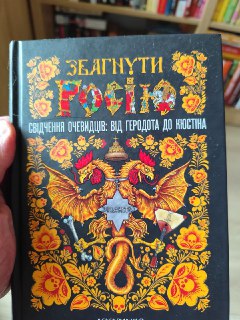 ЗБАГНУТИ
РОСІЮ
СВІДЧЕННЯ ОЧЕВИДЦІВ: ВІД ГЕРОДОТА ДО КЮСТІНА